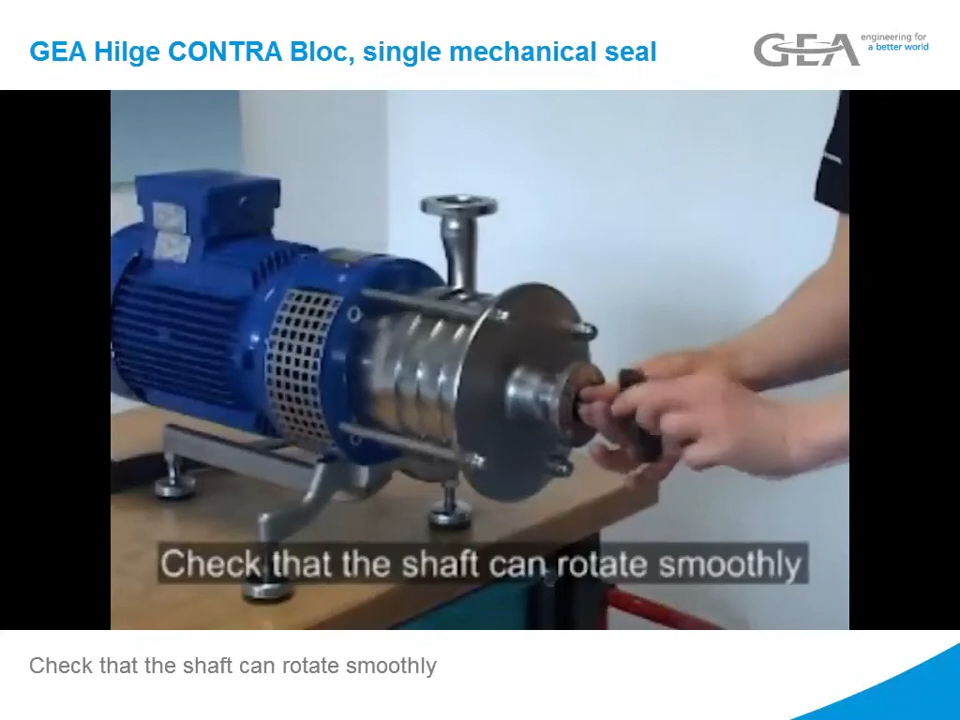 GEA Hilge CONTRA Bloc, single mechanical seal
GEA
engineering for
a better world
Check that the shaft can rotate smoothly
Check that the shaft can rotate smoothly